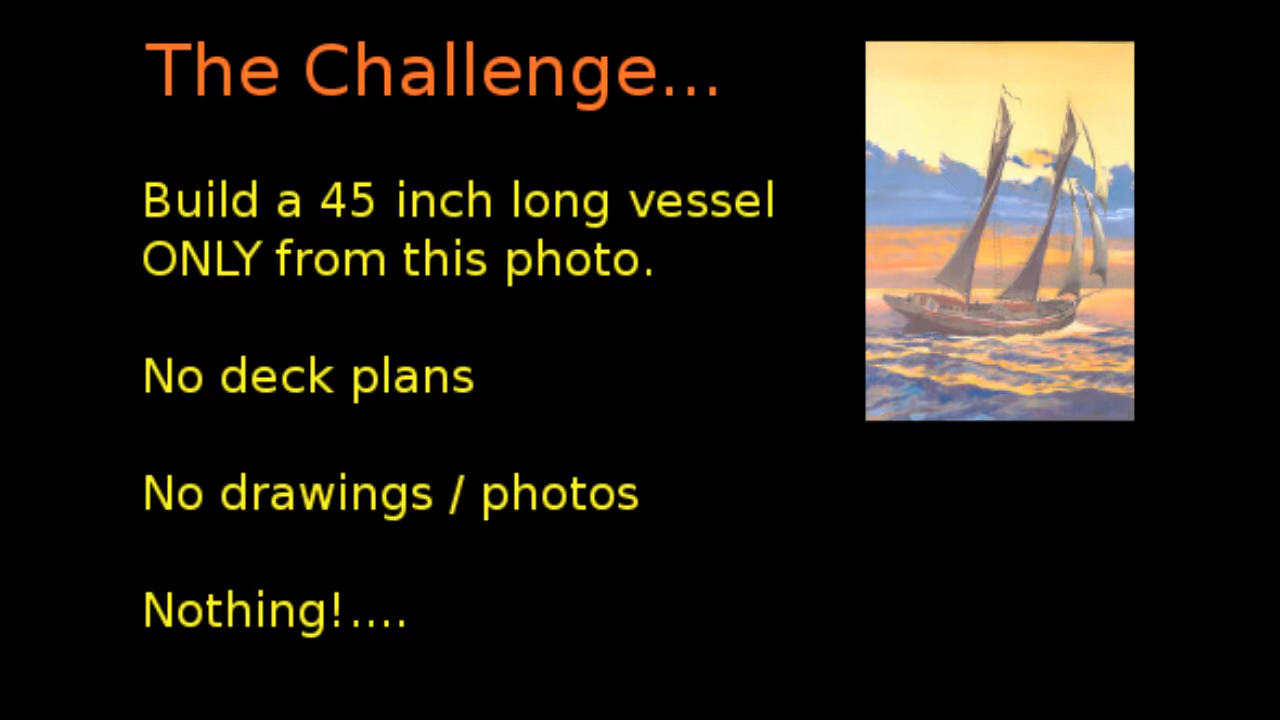 The Challenge...
Build a 45 inch long vessel
ONLY from this photo.
No deck plans
No drawings / photos
Nothing!....